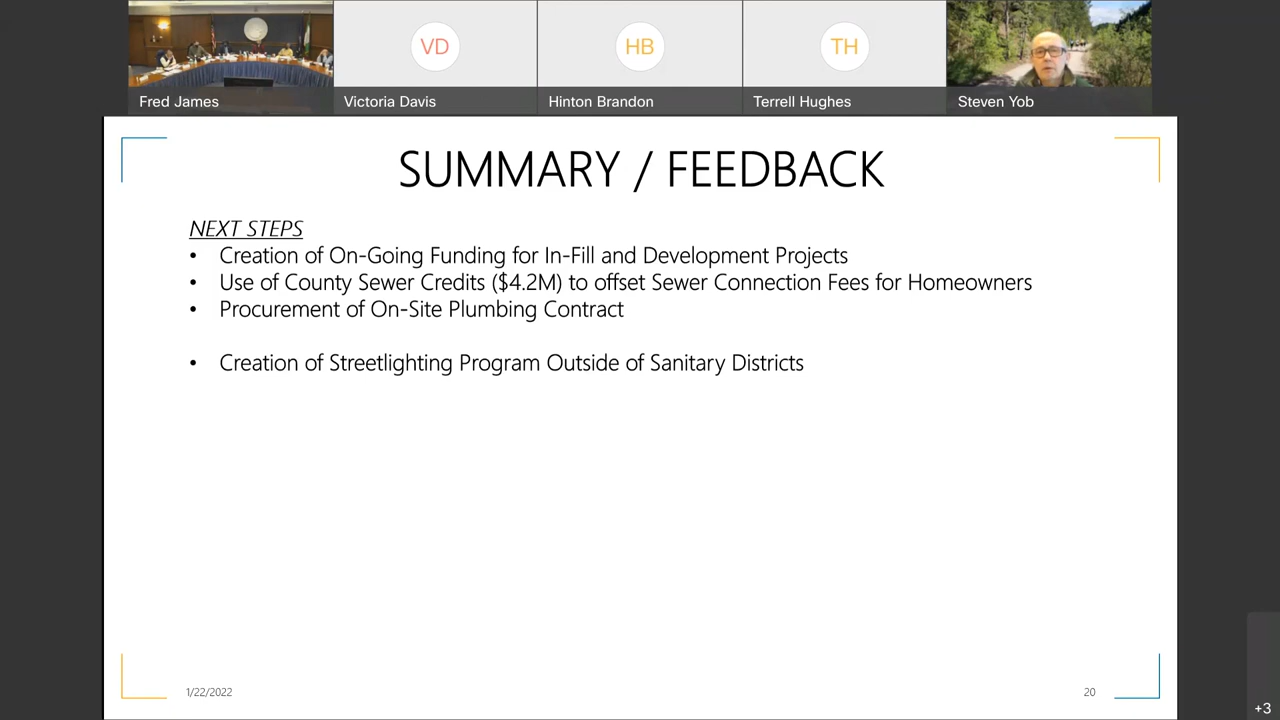 VD
HB
TH
Fred James
Victoria Davis
Hinton Brandon
Terrell Hughes
Steven Yob
SUMMARY / FEEDBACK
NEXT STEPS
• Creation of On-Going Funding for In-Fill and Development Projects
• Use of County Sewer Credits ($4.2M) to offset Sewer Connection Fees for Homeowners
• Procurement of On-Site Plumbing Contract
• Creation of Streetlighting Program Outside of Sanitary Districts
1/22/2022
20
+3